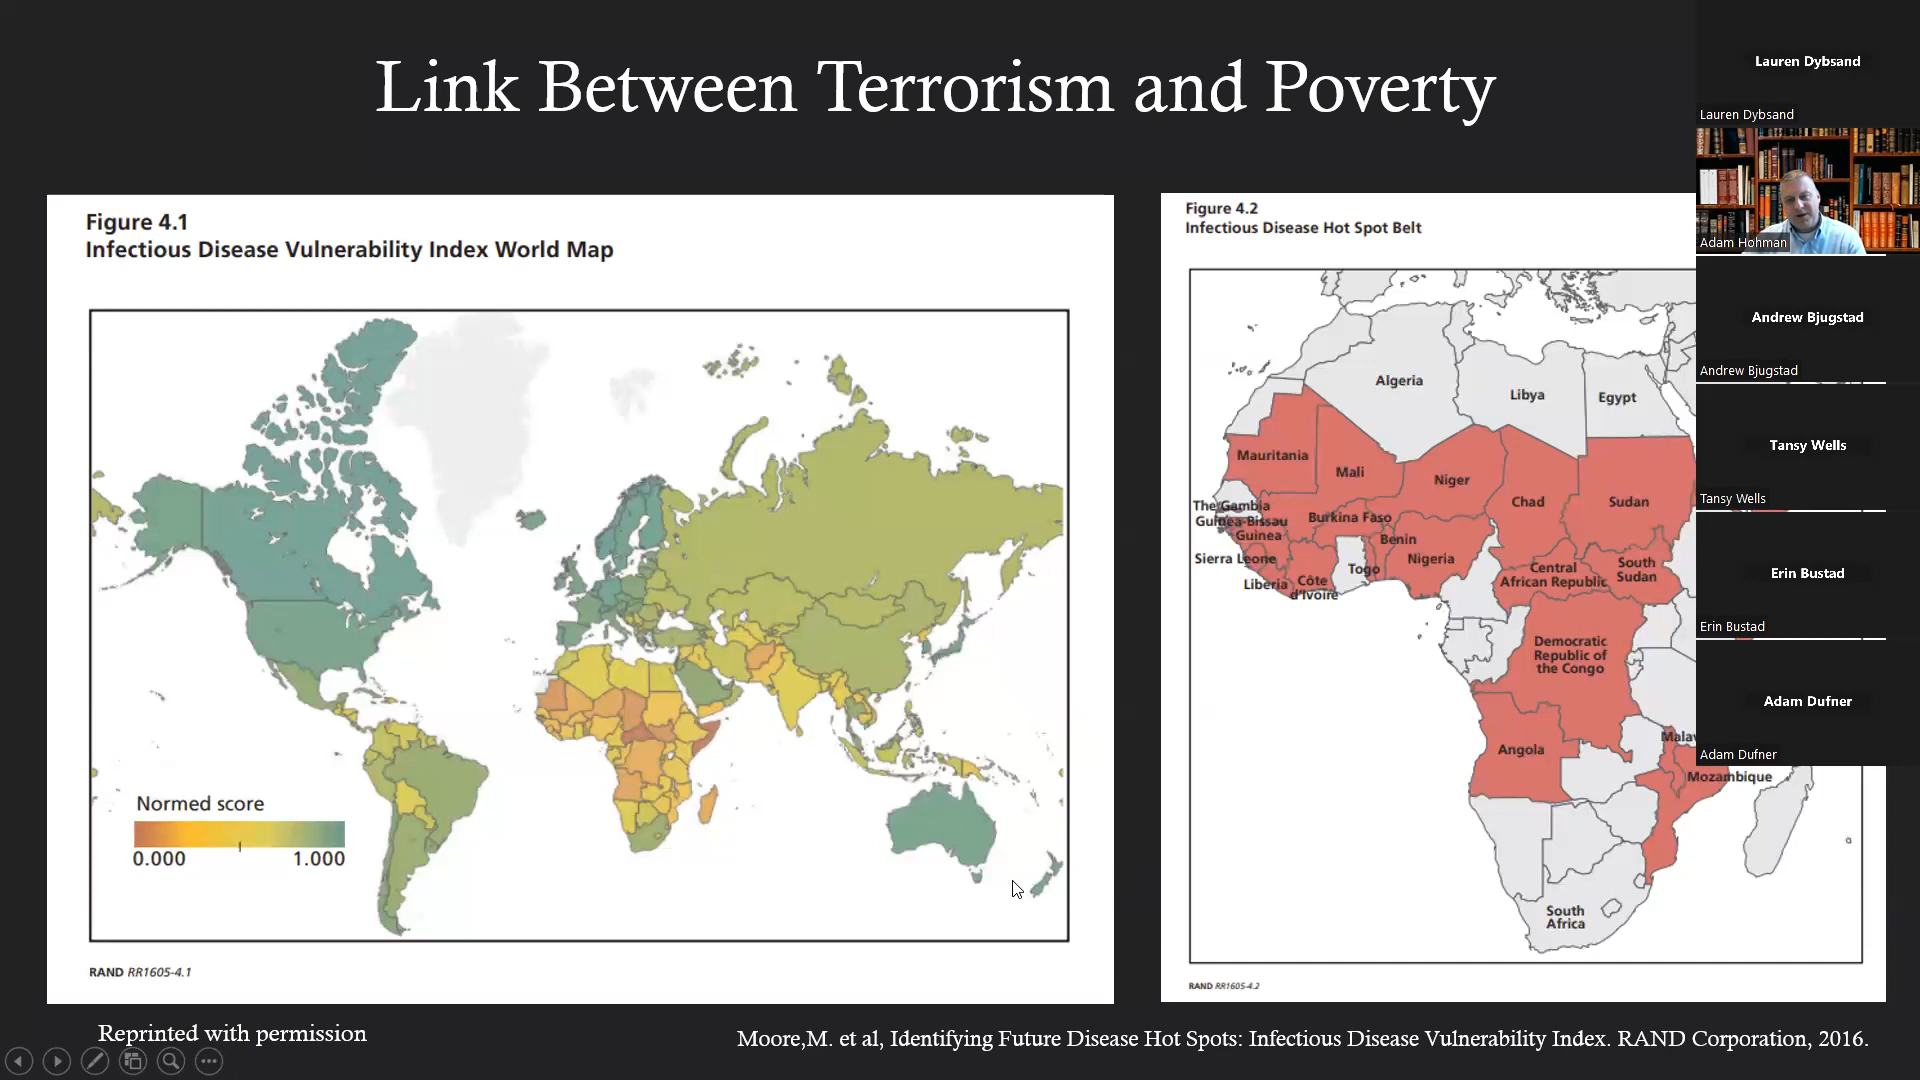 Link Between Terrorism and Poverty
Figure 4.1
Infectious Disease Vulnerability Index World Map
Normed score
0.000
1.000
RAND RR1605-4.1
Reprinted with permission
Figure 4.2
Infectious Disease Hot Spot Belt
Algeria
Libya
Egypt
Mauritania
Mali
Niger
Chad
Sudan
The Gambia
Guinea-Bissau
Guinea
Burkina Faso
Benin
Sierra Leone
Togo
Nigeria
Liberia
Côte
d'Ivoire
Central
African Republic
South
Sudan
Democratic
Republic of
the Congo
Angola
Malaw
Mozambique
South
Africa
RAND RR1605-4.2
Moore,M. et al, Identifying Future Disease Hot Spots: Infectious Disease Vulnerability Index. RAND Corporation, 2016.
Lauren Dybsand
Lauren Dybsand
Adam Hohman
Andrew Bjugstad
Andrew Bjugstad
Tansy Wells
Tansy Wells
Erin Bustad
Erin Bustad
Adam Dufner
Adam Dufner